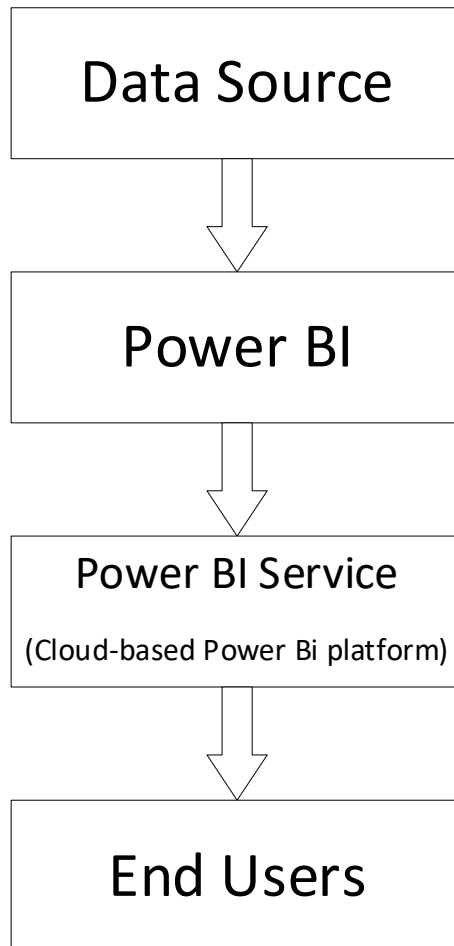 Data Source
Power BI
Power BI Service
(Cloud-based Power Bi platform)
End Users